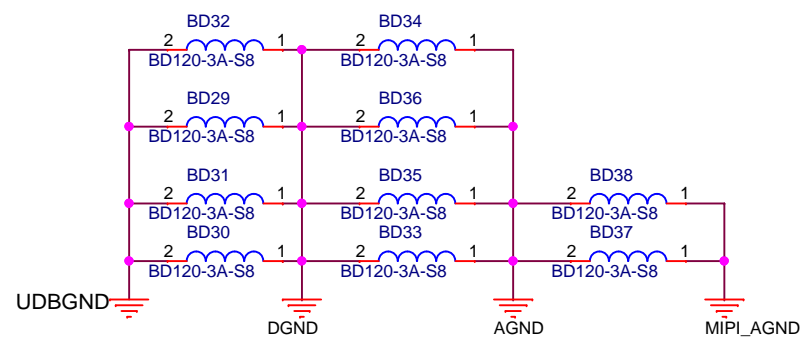 BD32 BD34
2 1 2 1
BD120-3A-S8 BD120-3A-S8
BD29 BD36
2 1 2 1
BD120-3A-S8 BD120-3A-S8
BD31 BD35 BD38
2 1 2 1 2 1
BD120-3A-S8 BD120-3A-S8 BD120-3A-S8
BD30 BD33 BD37
2 1 2 1 2 1
BD120-3A-S8 BD120-3A-S8 BD120-3A-S8
UDBGND
DGND AGND MIPI_AGND